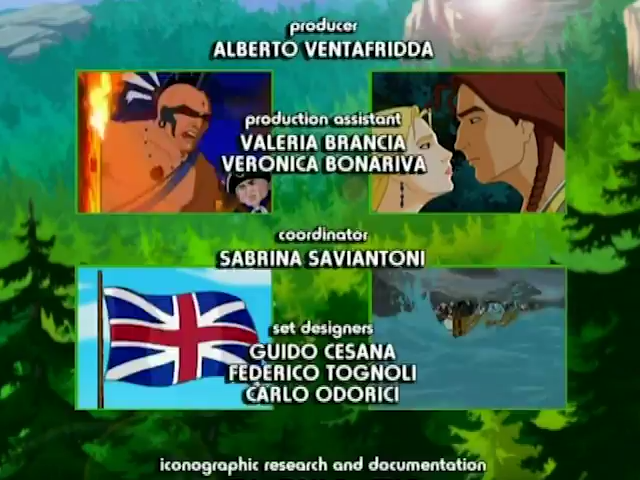 producer
ALBERTO VENTAFRIDDA
production assistant
VALERIA BRANCIA
VERONICA BONARIVA
coordinator
SABRINA SAVIANTONI
set designers
GUIDO CESANA
FEDERICO TOGNOLI
CARLO ODORICI
iconographic research and documentation